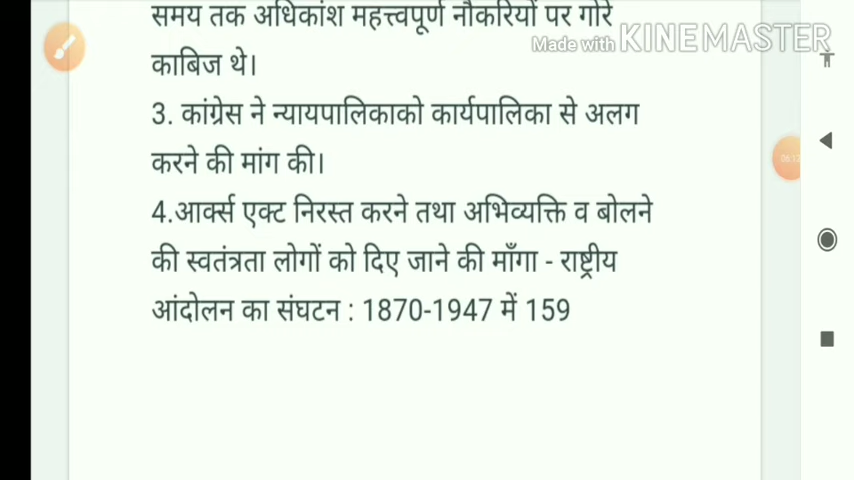 समय तक अधिकांश महत्त्वपूर्ण नौकरियों पर गोरे
Made with KINEMASTER
काबिज थे।
3. कांग्रेस ने न्यायपालिकाको कार्यपालिका से अलग
करने की मांग की।
4.आर्क्स एक्ट निरस्त करने तथा अभिव्यक्ति व बोलने
की स्वतंत्रता लोगों को दिए जाने की माँगा - राष्ट्रीय
आंदोलन का संघटन : 1870-1947 में 159